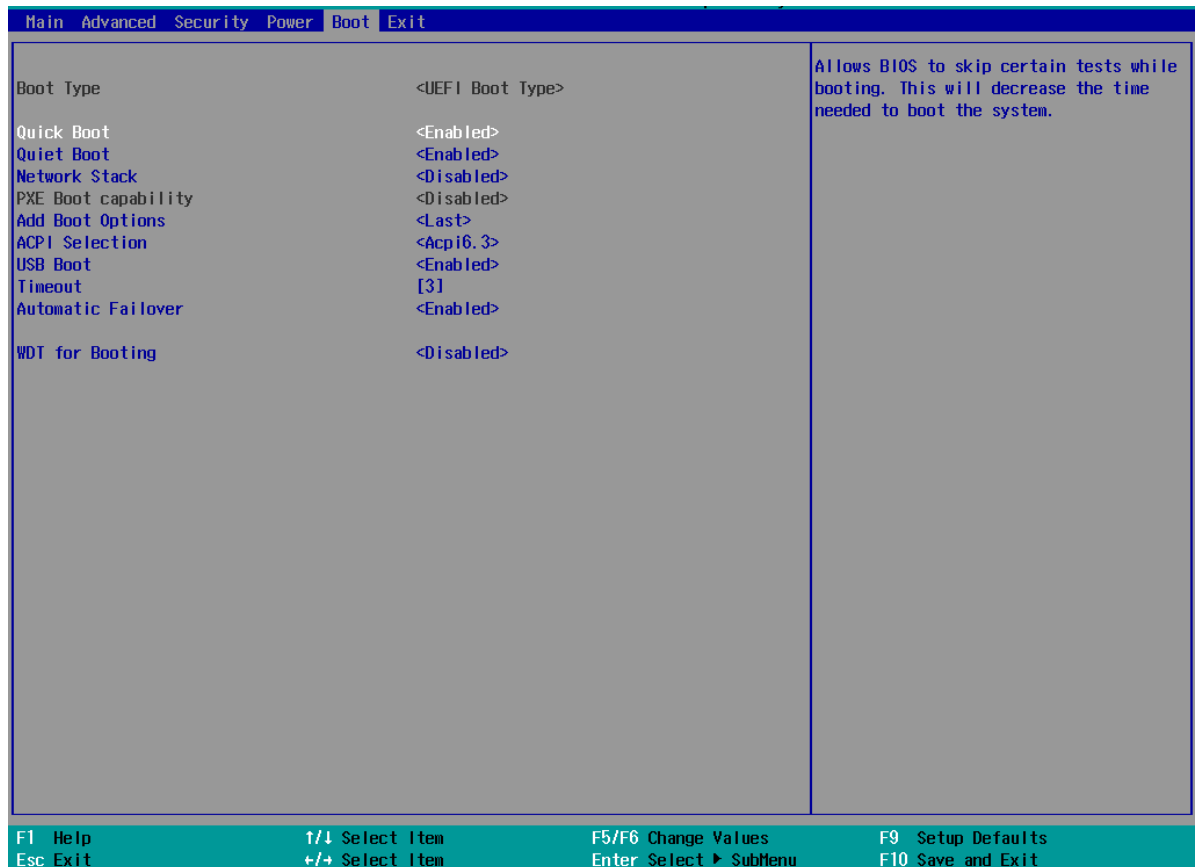 Main Advanced Security Power Boot Exit
Boot Type <UEFI Boot Type>
Quick Boot <Enabled>
Quiet Boot <Enabled>
Network Stack <Disabled>
PXE Boot capability <Disabled>
Add Boot Options <Last>
ACPI Selection <Acpi6.3>
USB Boot <Enabled>
Timeout [3]
Automatic Failover <Enabled>
WDT for Booting <Disabled>
Allows BIOS to skip certain tests while
booting. This will decrease the time
needed to boot the system.
F1 Help ↑/↓ Select Item F5/F6 Change Values F9 Setup Defaults
Esc Exit ←/→ Select Item Enter Select ▶ SubMenu F10 Save and Exit